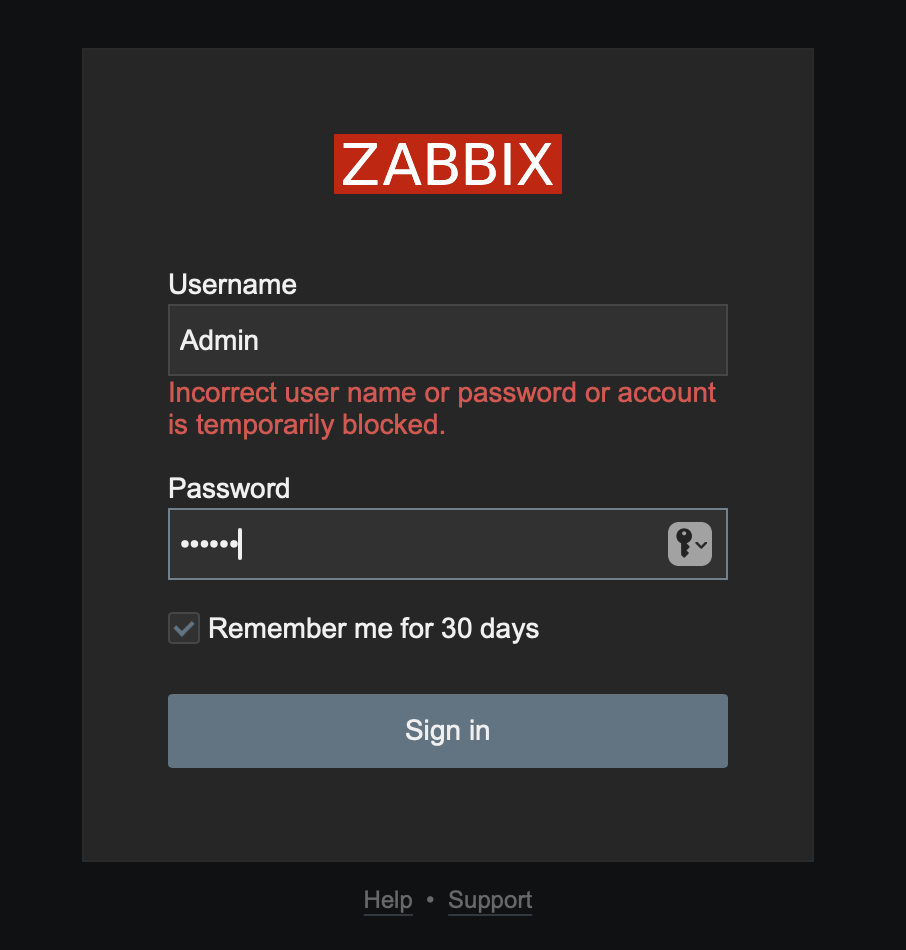 ZABBIX
Username
Admin
Incorrect user name or password or account
is temporarily blocked.
Password
••••••
Remember me for 30 days
Sign in
Help • Support